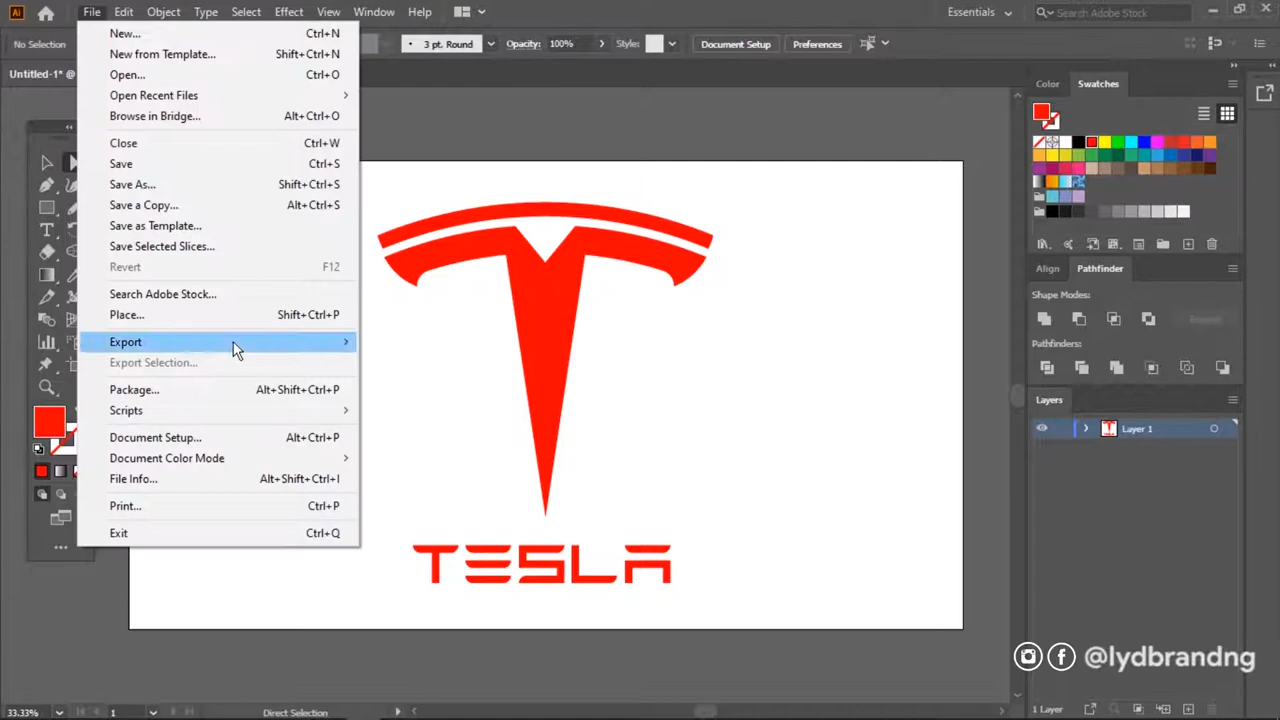 Ai File Edit Object Type Select Effect View Window Help Essentials Search Adobe Stock
No Selection 3 pt. Round Opacity: 100% Style: Document Setup Preferences
Untitled-1* @
New... Ctrl+N
New from Template... Shift+Ctrl+N
Open... Ctrl+O
Open Recent Files
Browse in Bridge... Alt+Ctrl+O
Close Ctrl+W
Save Ctrl+S
Save As... Shift+Ctrl+S
Save a Copy... Alt+Ctrl+S
Save as Template...
Save Selected Slices...
Revert F12
Search Adobe Stock...
Place... Shift+Ctrl+P
Export
Export Selection...
Package... Alt+Shift+Ctrl+P
Scripts
Document Setup... Alt+Ctrl+P
Document Color Mode
File Info... Alt+Shift+Ctrl+I
Print... Ctrl+P
Exit Ctrl+Q
TESLA
Color Swatches
Align Pathfinder
Shape Modes:
Expand
Pathfinders:
Layers
Layer 1
@lydbrandng
33.33% 1 Direct Selection 1 Layer